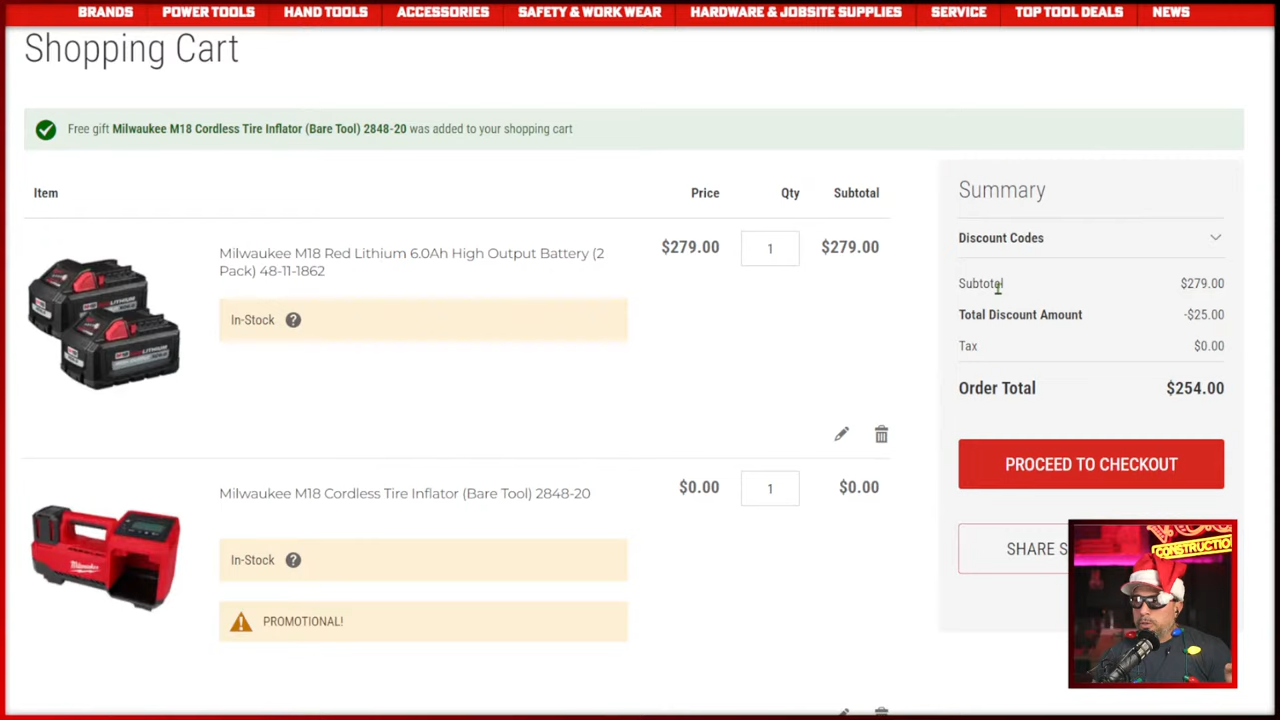 BRANDS POWER TOOLS HAND TOOLS ACCESSORIES SAFETY & WORK WEAR HARDWARE & JOBSITE SUPPLIES SERVICE TOP TOOL DEALS NEWS
Shopping Cart
Free gift Milwaukee M18 Cordless Tire Inflator (Bare Tool) 2848-20 was added to your shopping cart
Item Price Qty Subtotal
Milwaukee M18 Red Lithium 6.0Ah High Output Battery (2
Pack) 48-11-1862
$279.00 1 $279.00
In-Stock ?
Milwaukee M18 Cordless Tire Inflator (Bare Tool) 2848-20 $0.00 1 $0.00
Milwaukee
In-Stock ?
PROMOTIONAL!
Summary
Discount Codes
Subtotal $279.00
Total Discount Amount -$25.00
Tax $0.00
Order Total $254.00
PROCEED TO CHECKOUT
SHARE S